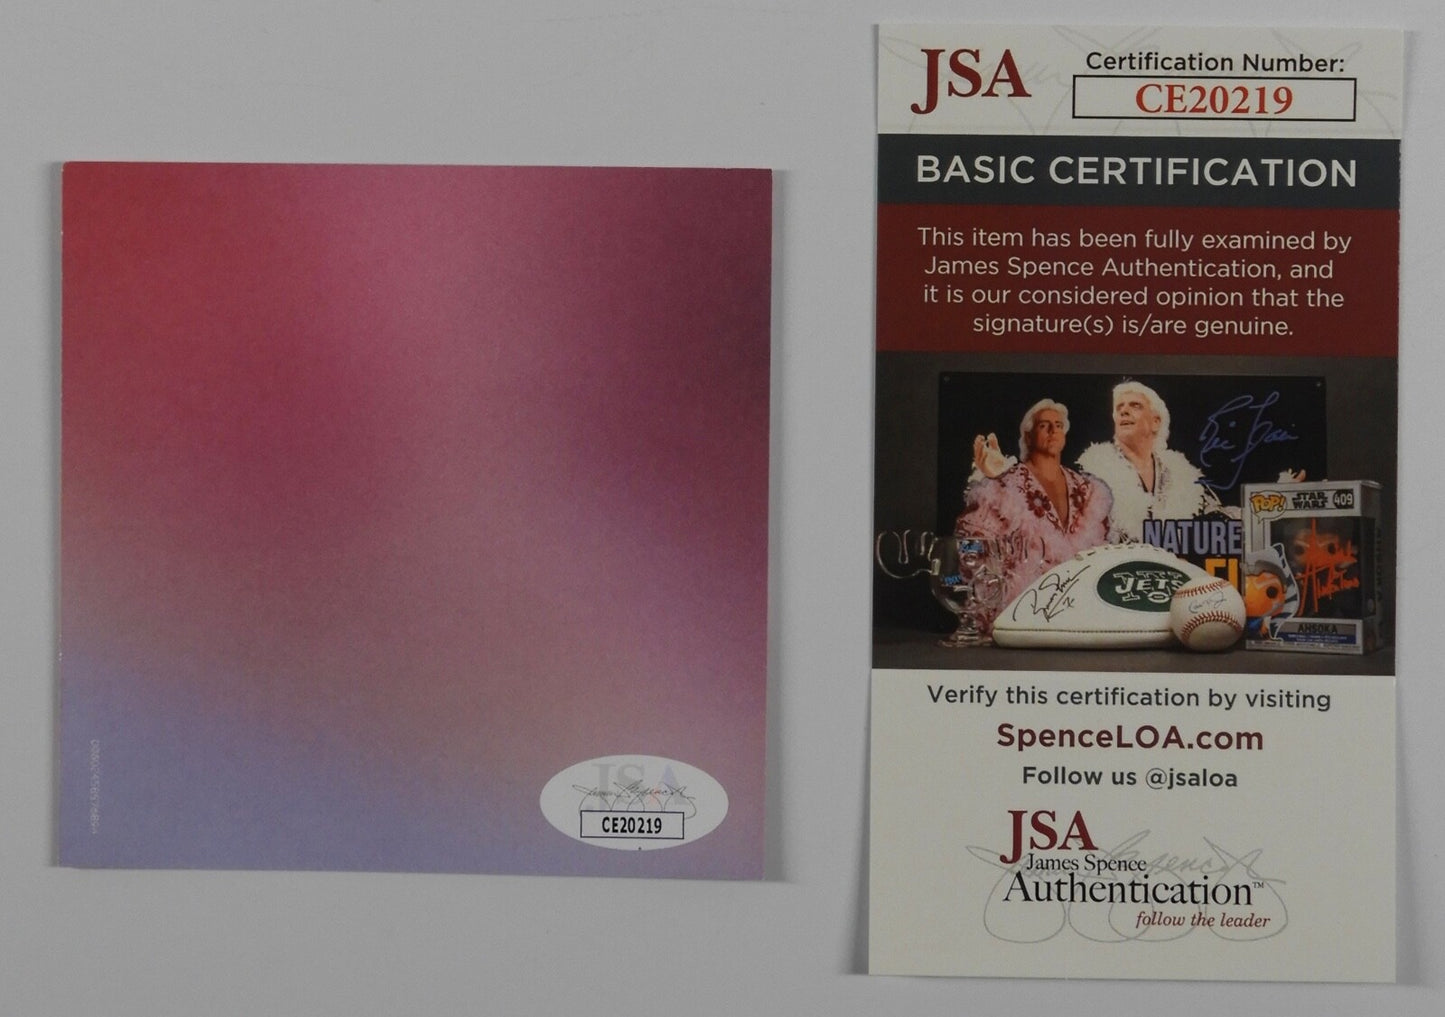 JSA
CE20219
JSA
Certification Number:
CE20219
BASIC CERTIFICATION
This item has been fully examined by
James Spence Authentication, and
it is our considered opinion that the
signature(s) is/are genuine.
NATURE
POP!
STAR
WARS
409
JETS
AHSOKA
Verify this certification by visiting
SpenceLOA.com
Follow us @jsaloa
JSA
James Spence
Authentication™
follow the leader